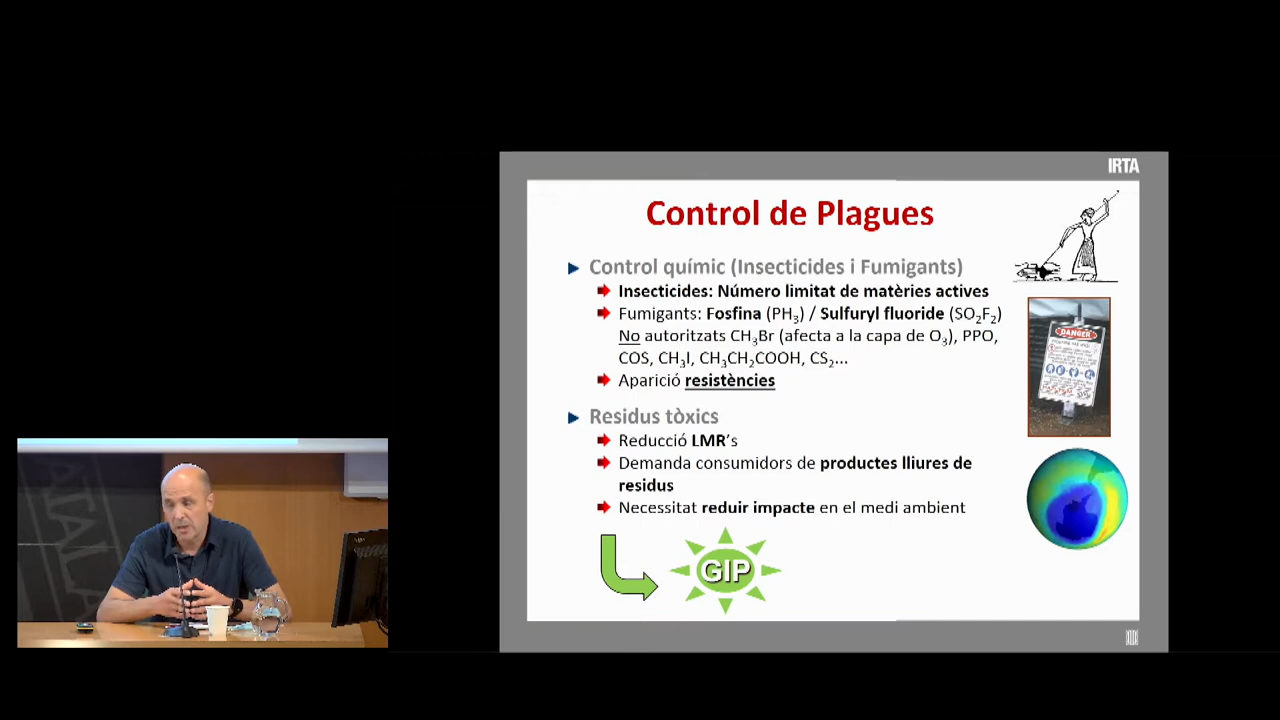 IRTA
Control de Plagues
Control químic (Insecticides i Fumigants)
Insecticides: Número limitat de matèries actives
Fumigants: Fosfina (PH₃) / Sulfuryl fluoride (SO₂F₂)
No autoritzats CH₃Br (afecta a la capa de O₃), PPO,
COS, CH₃I, CH₃CH₂COOH, CS₂...
Aparició resistències
Residus tòxics
Reducció LMR's
Demanda consumidors de productes lliures de
residus
Necessitat reduir impacte en el medi ambient
GIP
DANGER